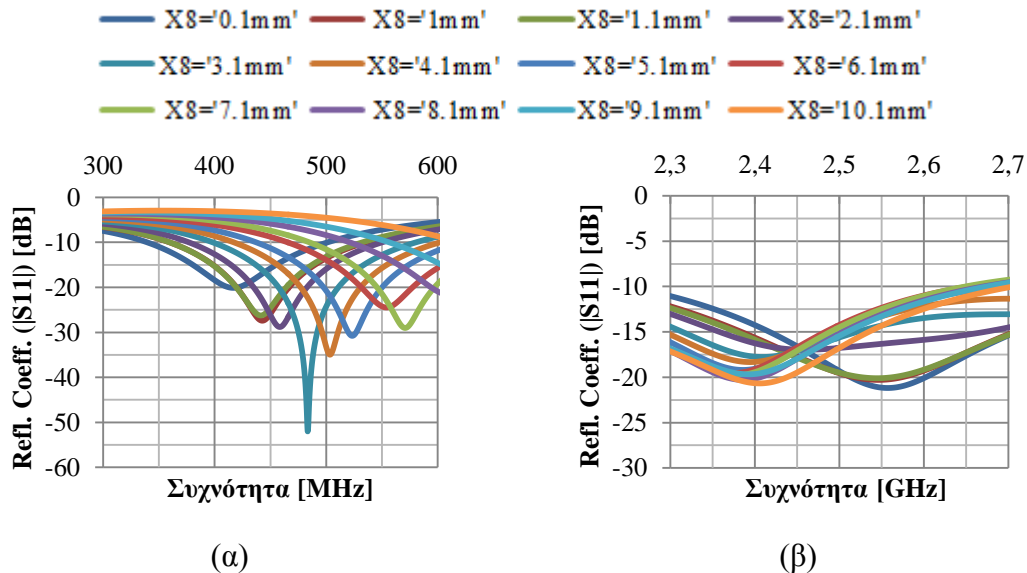 X8='0.1mm' X8='1mm' X8='1.1mm' X8='2.1mm'
X8='3.1mm' X8='4.1mm' X8='5.1mm' X8='6.1mm'
X8='7.1mm' X8='8.1mm' X8='9.1mm' X8='10.1mm'
300 400 500 600
0
-10
-20
-30
-40
-50
-60
Refl. Coeff. (|S11|) [dB]
Συχνότητα [MHz]
(α)
2,3 2,4 2,5 2,6 2,7
0
-5
-10
-15
-20
-25
-30
Refl. Coeff. (|S11|) [dB]
Συχνότητα [GHz]
(β)